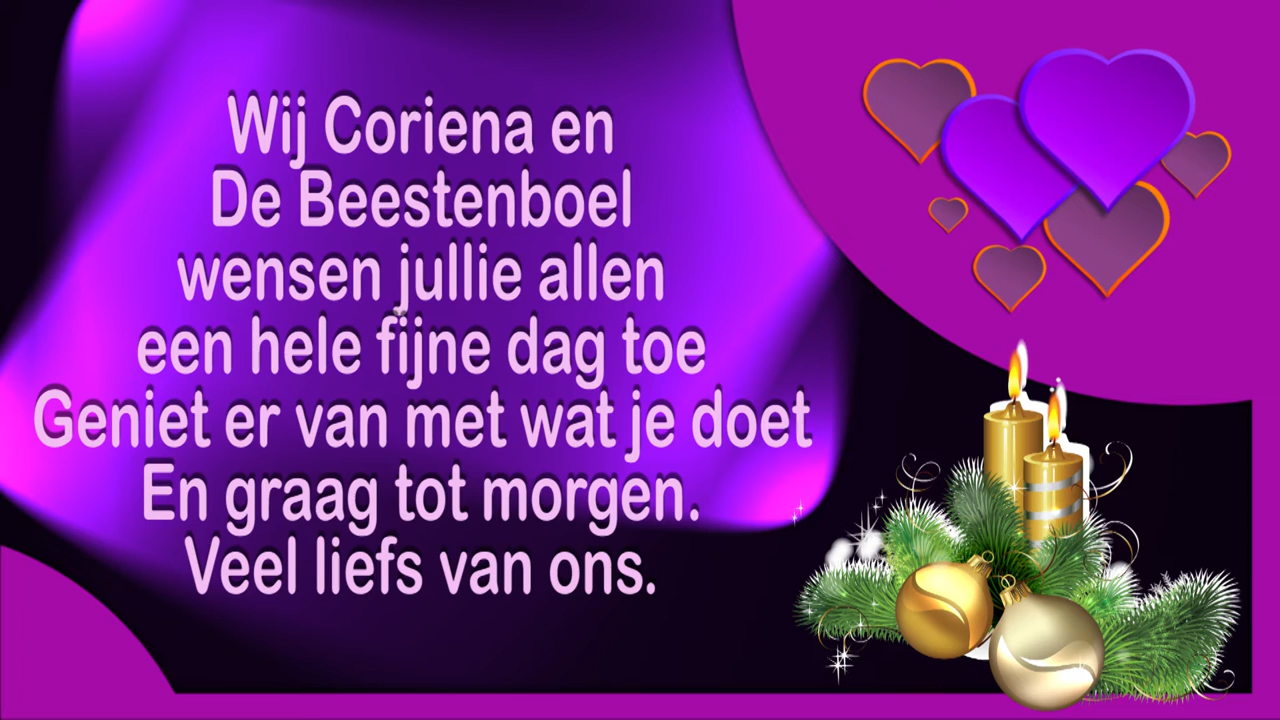 Wij Coriena en
De Beestenboel
wensen jullie allen
een hele fijne dag toe
Geniet er van met wat je doet
En graag tot morgen.
Veel liefs van ons.